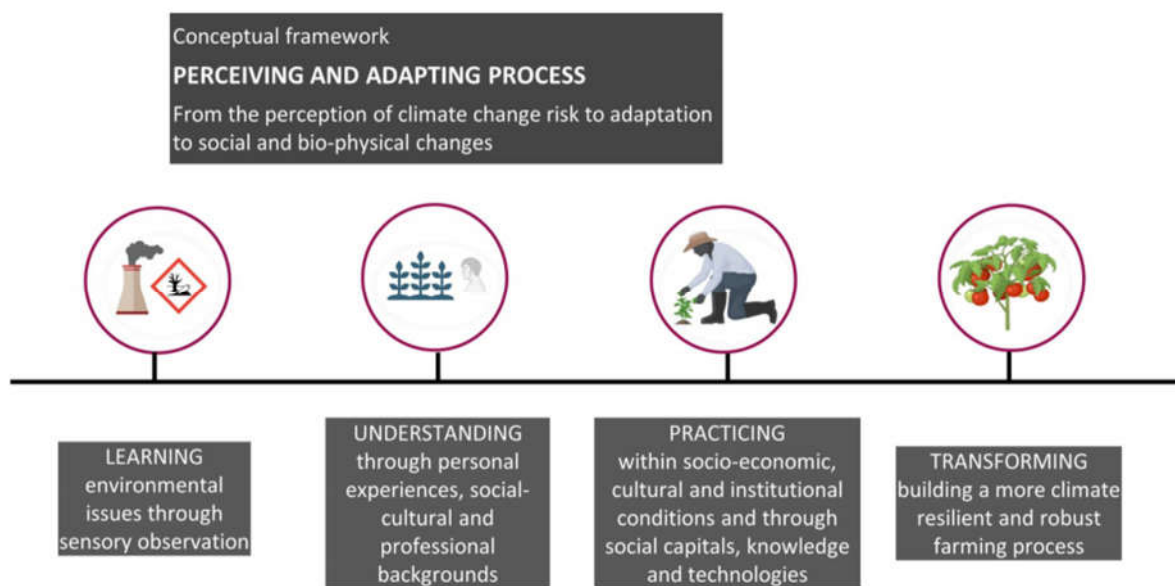 Conceptual framework
PERCEIVING AND ADAPTING PROCESS
From the perception of climate change risk to adaptation
to social and bio-physical changes
LEARNING
environmental
issues through
sensory observation
UNDERSTANDING
through personal
experiences, social-
cultural and
professional
backgrounds
PRACTICING
within socio-economic,
cultural and institutional
conditions and through
social capitals, knowledge
and technologies
TRANSFORMING
building a more climate
resilient and robust
farming process